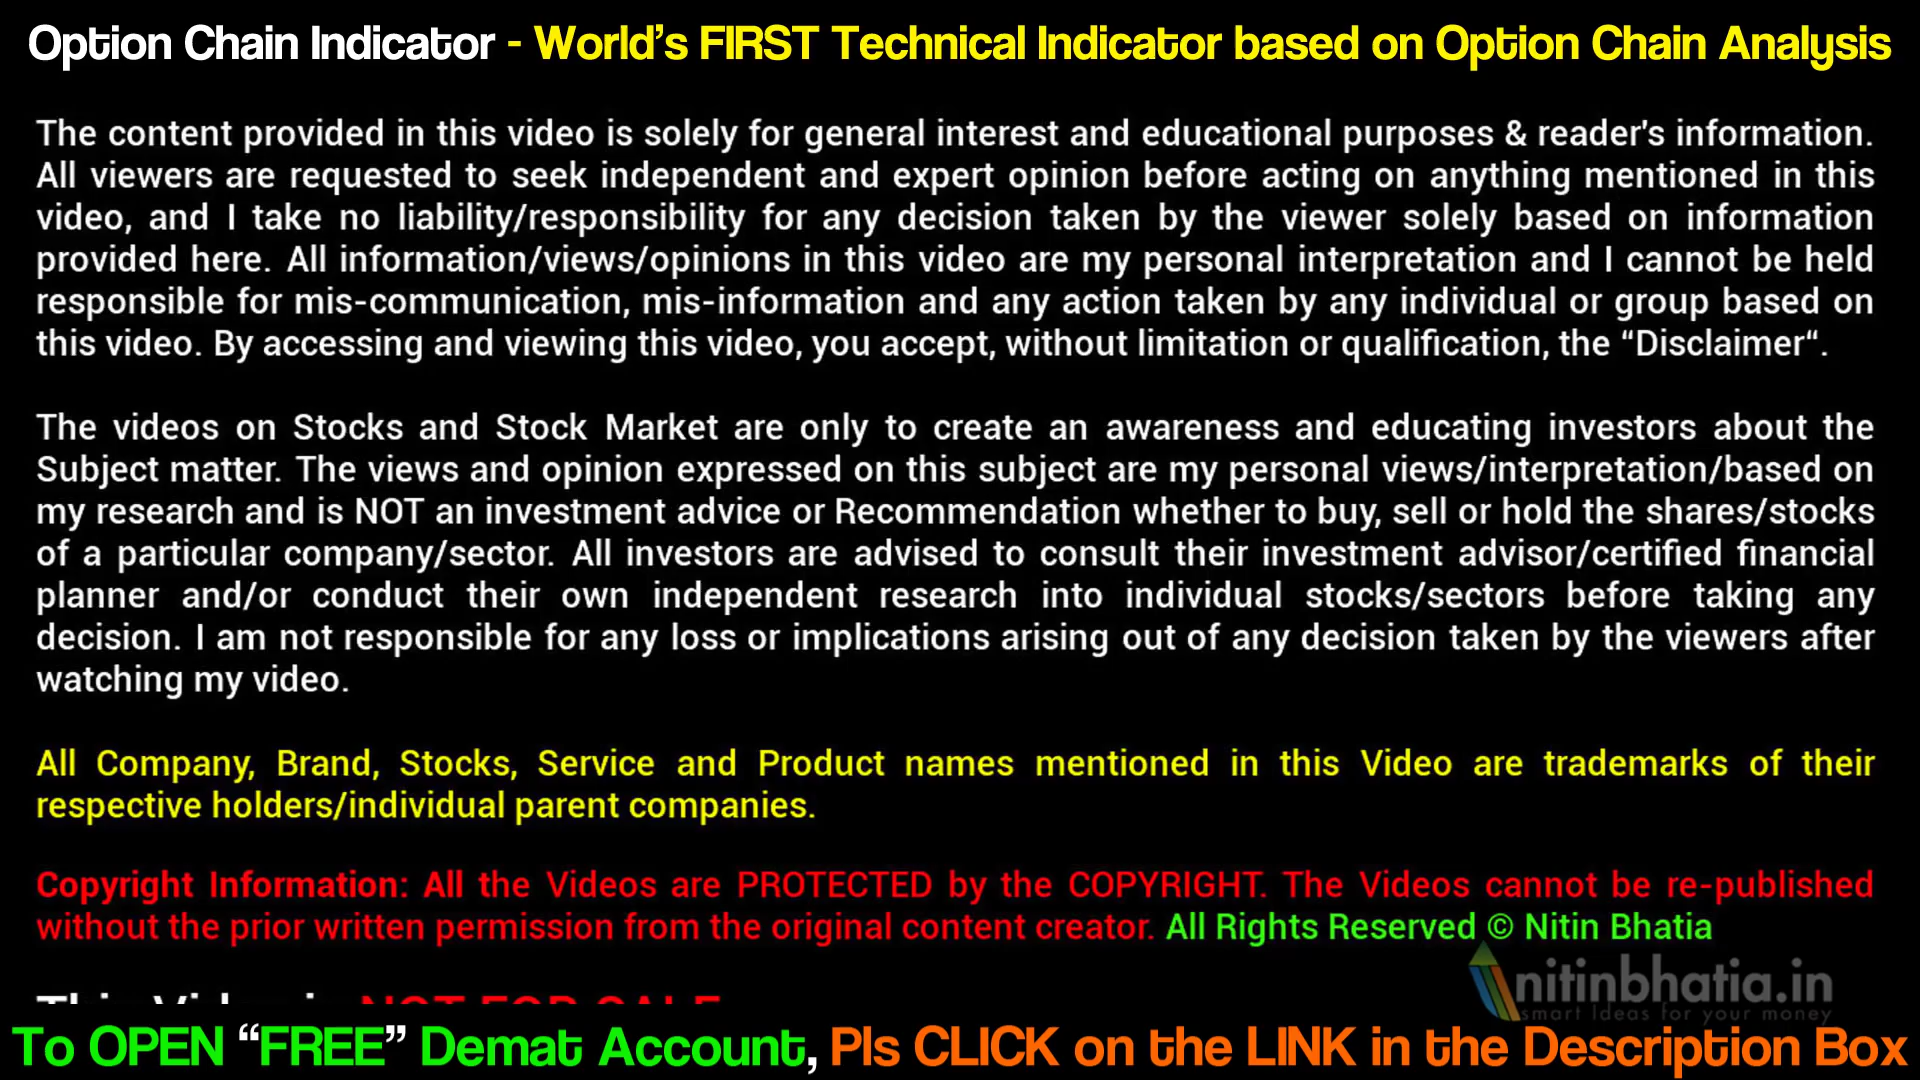 Option Chain Indicator - World's FIRST Technical Indicator based on Option Chain Analysis
The content provided in this video is solely for general interest and educational purposes & reader's information.
All viewers are requested to seek independent and expert opinion before acting on anything mentioned in this
video, and I take no liability/responsibility for any decision taken by the viewer solely based on information
provided here. All information/views/opinions in this video are my personal interpretation and I cannot be held
responsible for mis-communication, mis-information and any action taken by any individual or group based on
this video. By accessing and viewing this video, you accept, without limitation or qualification, the “Disclaimer“.
The videos on Stocks and Stock Market are only to create an awareness and educating investors about the
Subject matter. The views and opinion expressed on this subject are my personal views/interpretation/based on
my research and is NOT an investment advice or Recommendation whether to buy, sell or hold the shares/stocks
of a particular company/sector. All investors are advised to consult their investment advisor/certified financial
planner and/or conduct their own independent research into individual stocks/sectors before taking any
decision. I am not responsible for any loss or implications arising out of any decision taken by the viewers after
watching my video.
All Company, Brand, Stocks, Service and Product names mentioned in this Video are trademarks of their
respective holders/individual parent companies.
Copyright Information: All the Videos are PROTECTED by the COPYRIGHT. The Videos cannot be re-published
without the prior written permission from the original content creator. All Rights Reserved © Nitin Bhatia
nitinbhatia.in
smart Ideas for your money
This Video is NOT FOR SALE
To OPEN “FREE” Demat Account, Pls CLICK on the LINK in the Description Box